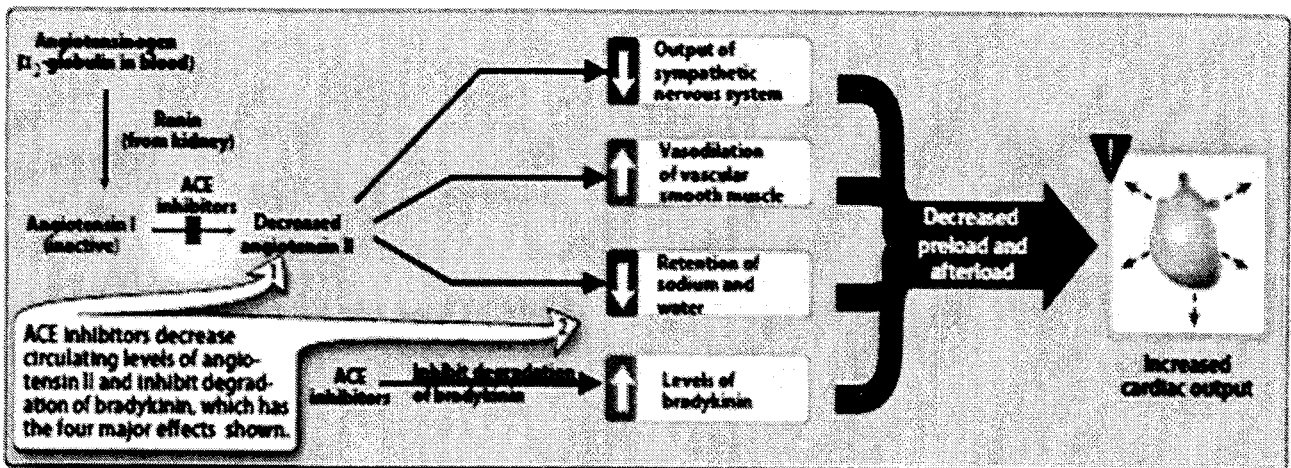 Angiotensinogen
(α2-globulin in blood)
Renin
(from kidney)
ACE
inhibitors
Angiotensin I
(inactive)
Decreased
angiotensin II
1
2
ACE inhibitors decrease
circulating levels of angio-
tensin II and inhibit degrad-
ation of bradykinin, which has
the four major effects shown.
ACE
inhibitors
Inhibit degradation
of bradykinin
Output of
sympathetic
nervous system
Vasodilation
of vascular
smooth muscle
Retention of
sodium and
water
Levels of
bradykinin
Decreased
preload and
afterload
Increased
cardiac output